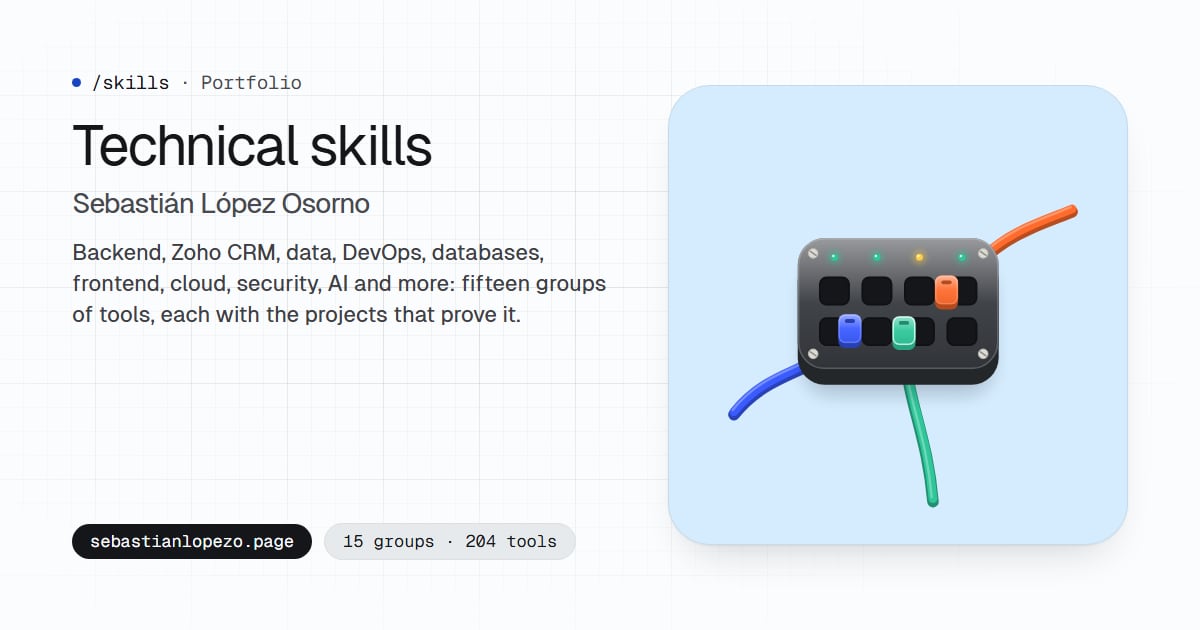 /skills · Portfolio
Technical skills
Sebastián López Osorno
Backend, Zoho CRM, data, DevOps, databases,
frontend, cloud, security, AI and more: fifteen groups
of tools, each with the projects that prove it.
sebastianlopezo.page
15 groups · 204 tools